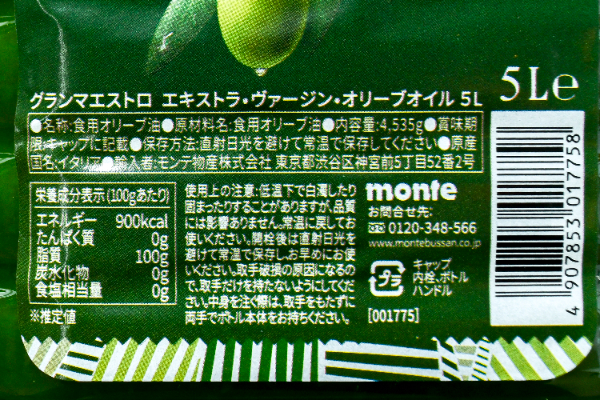 グランマエストロ エキストラ・ヴァージン・オリーブオイル 5L
5Le
●名称:食用オリーブ油●原材料名:食用オリーブ油●内容量:4,535g●賞味期
限:キャップに記載●保存方法:直射日光を避けて常温で保存してください●原産
国名:イタリア●輸入者:モンテ物産株式会社 東京都渋谷区神宮前5丁目52番2号
栄養成分表示(100gあたり)
エネルギー 900kcal
たんぱく質 0g
脂質 100g
炭水化物 0g
食塩相当量 0g
※推定値
使用上の注意:低温下で白濁したり
固まったりすることがありますが、品質
には影響ありません。常温に戻してお
使いください。開栓後は直射日光を
避けて常温で保存しお早めにお使
いください。取手破損の原因になるの
で、取手だけを持たないようにしてくだ
さい。中身を注ぐ際は、取手をもたずに
両手でボトル本体をお持ちください。
monte
お問合せ先:
0120-348-566
www.montebussan.co.jp
プラ
キャップ
内栓、ボトル
ハンドル
[001775]
4 907853 017758